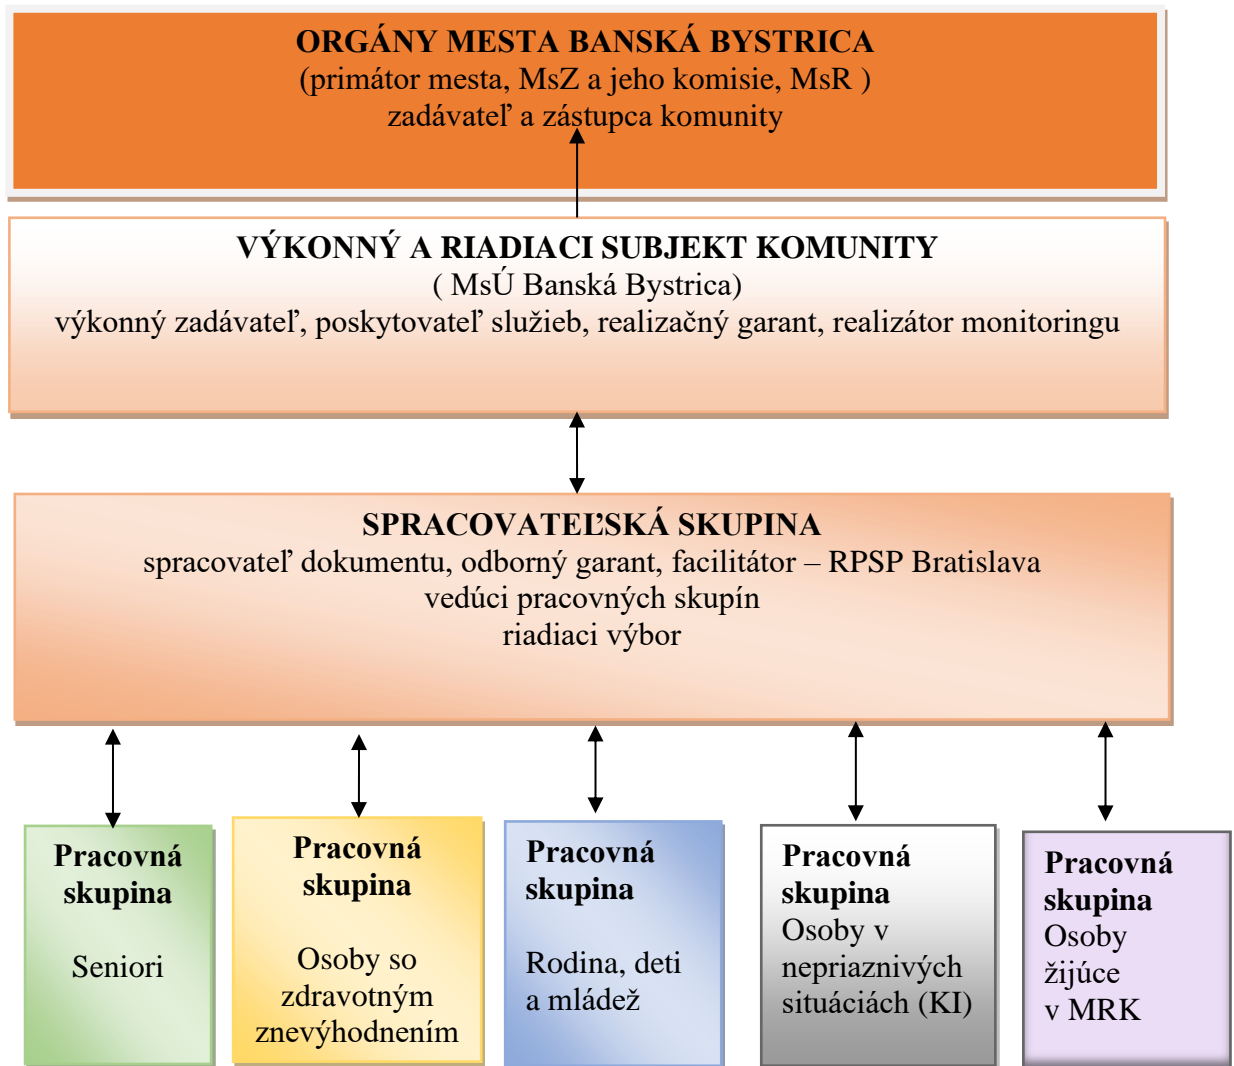 ORGÁNY MESTA BANSKÁ BYSTRICA
(primátor mesta, MsZ a jeho komisie, MsR )
zadávateľ a zástupca komunity
VÝKONNÝ A RIADIACI SUBJEKT KOMUNITY
( MsÚ Banská Bystrica)
výkonný zadávateľ, poskytovateľ služieb, realizačný garant, realizátor monitoringu
SPRACOVATEĽSKÁ SKUPINA
spracovateľ dokumentu, odborný garant, facilitátor – RPSP Bratislava
vedúci pracovných skupín
riadiaci výbor
Pracovná
skupina
Seniori
Pracovná
skupina
Osoby so
zdravotným
znevýhodnením
Pracovná
skupina
Rodina, deti
a mládež
Pracovná
skupina
Osoby v
nepriaznivých
situáciách (KI)
Pracovná
skupina
Osoby
žijúce
v MRK